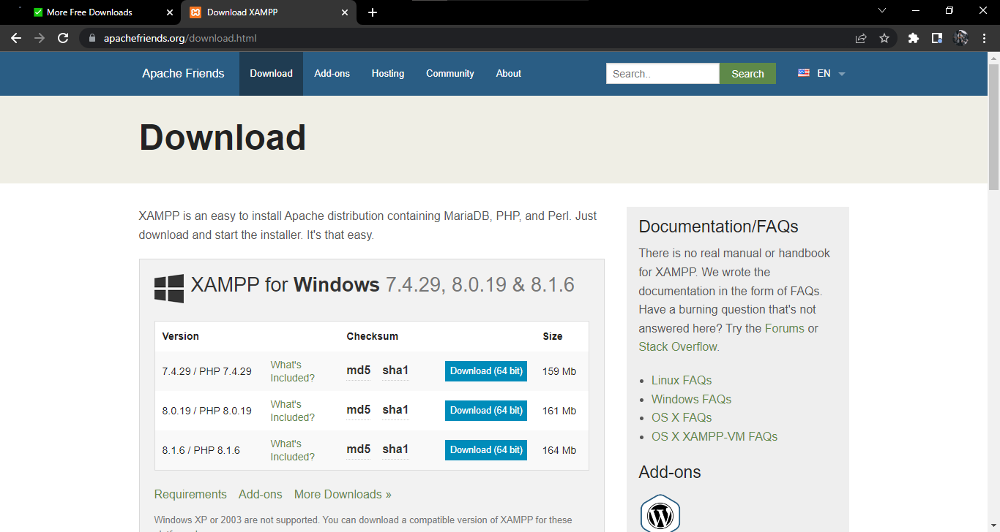 More Free Downloads
Download XAMPP
apachefriends.org/download.html
Apache Friends Download Add-ons Hosting Community About Search.. Search EN
Download
XAMPP is an easy to install Apache distribution containing MariaDB, PHP, and Perl. Just
download and start the installer. It's that easy.
XAMPP for Windows 7.4.29, 8.0.19 & 8.1.6
Version Checksum Size
7.4.29 / PHP 7.4.29 What's Included? md5 sha1 Download (64 bit) 159 Mb
8.0.19 / PHP 8.0.19 What's Included? md5 sha1 Download (64 bit) 161 Mb
8.1.6 / PHP 8.1.6 What's Included? md5 sha1 Download (64 bit) 164 Mb
Requirements Add-ons More Downloads »
Windows XP or 2003 are not supported. You can download a compatible version of XAMPP for these
Documentation/FAQs
There is no real manual or handbook
for XAMPP. We wrote the
documentation in the form of FAQs.
Have a burning question that's not
answered here? Try the Forums or
Stack Overflow.
Linux FAQs
Windows FAQs
OS X FAQs
OS X XAMPP-VM FAQs
Add-ons